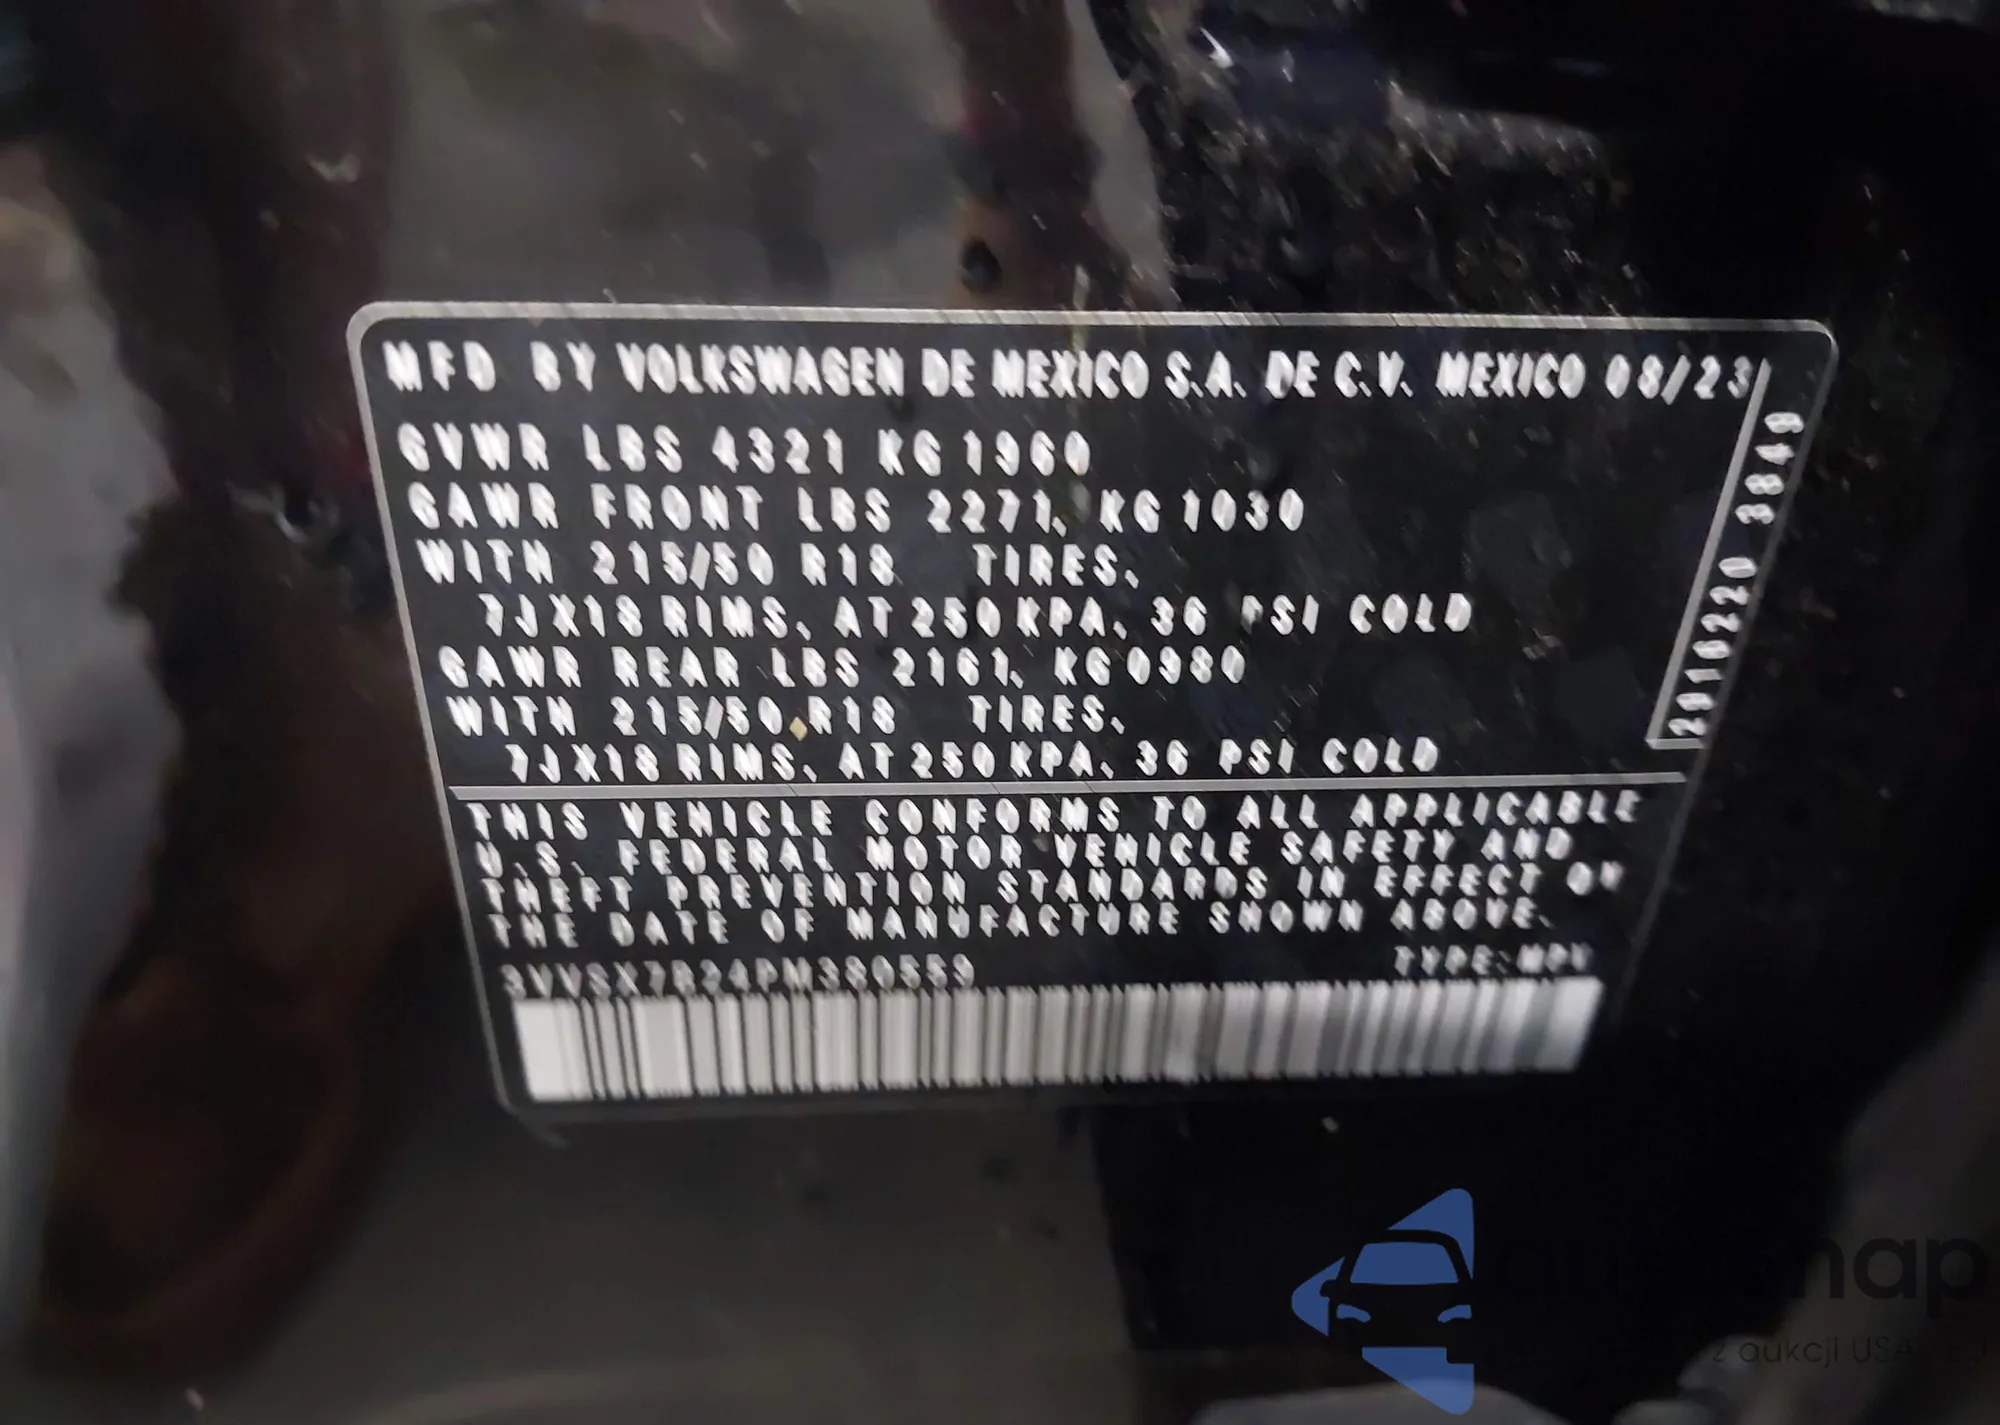 MFD BY VOLKSWAGEN DE MEXICO S.A. DE C.V. MEXICO 08/23
GVWR LBS 4321 KG 1960
GAWR FRONT LBS 2271, KG 1030
WITH 215/50 R18 TIRES,
7JX18 RIMS, AT 250 KPA, 36 PSI COLD
GAWR REAR LBS 2161, KG 0980
WITH 215/50 R18 TIRES,
7JX18 RIMS, AT 250 KPA, 36 PSI COLD
2916220 3849
THIS VEHICLE CONFORMS TO ALL APPLICABLE
U.S. FEDERAL MOTOR VEHICLE SAFETY AND
THEFT PREVENTION STANDARDS IN EFFECT ON
THE DATE OF MANUFACTURE SHOWN ABOVE.
3VVSX7B24PM380559 TYPE: MPV
z aukcji USA